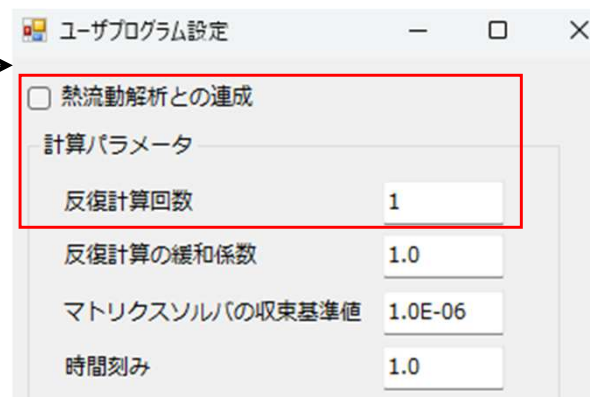 ユーザプログラム設定
熱流動解析との連成
計算パラメータ
反復計算回数 1
反復計算の緩和係数 1.0
マトリクスソルバの収束基準値 1.0E-06
時間刻み 1.0